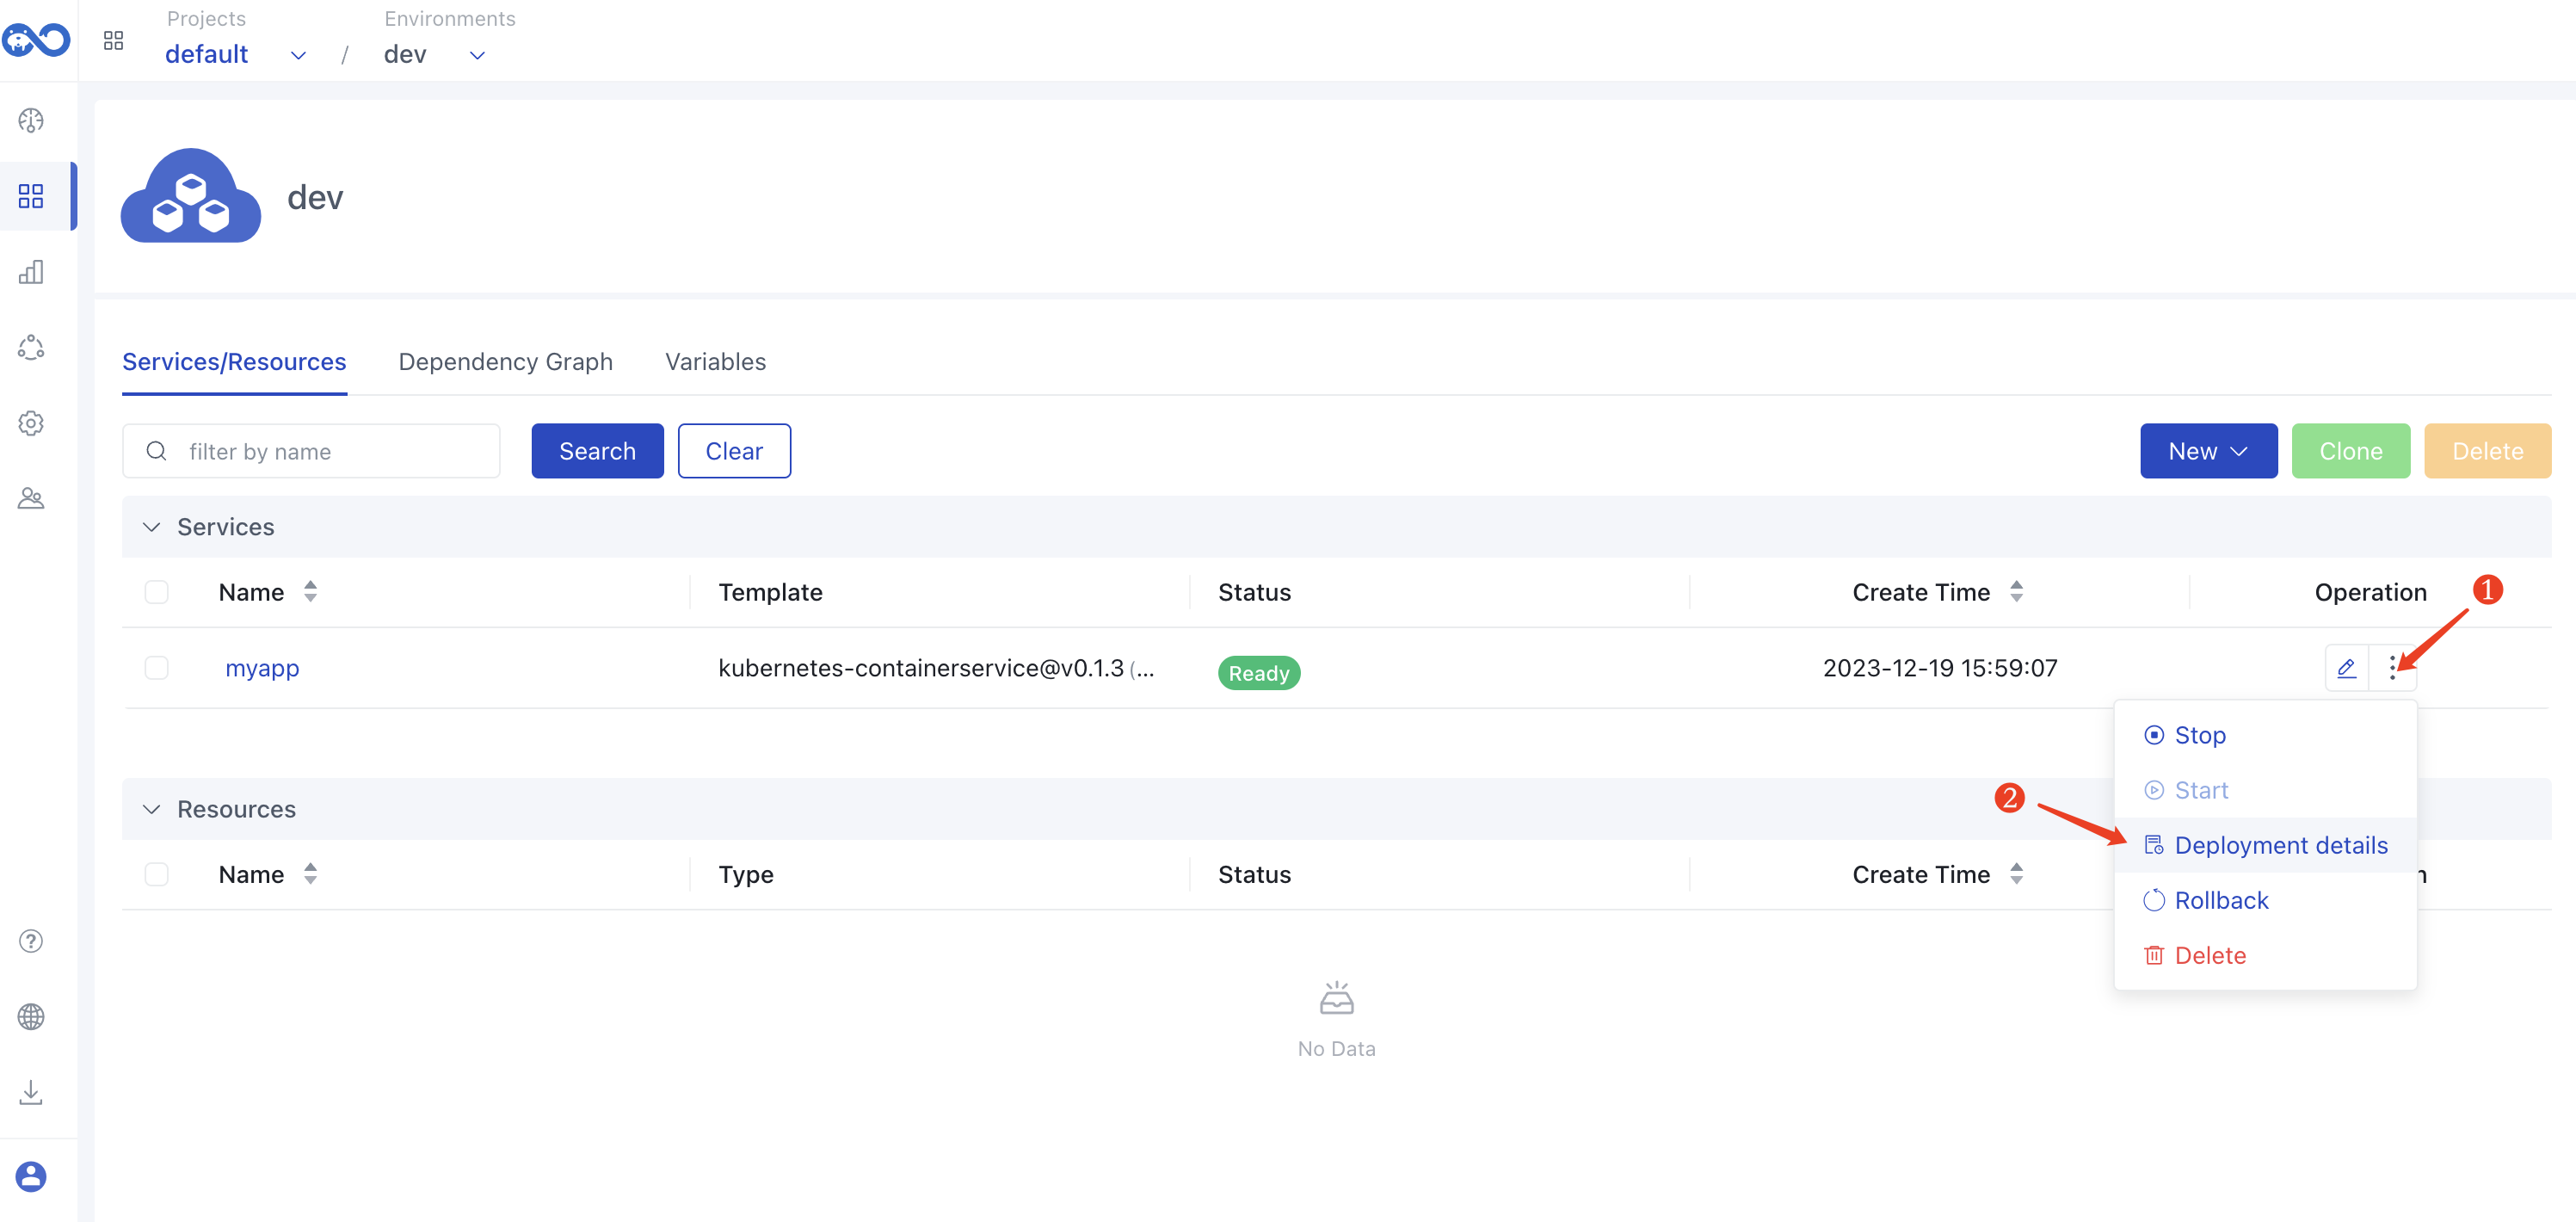 Projects
Environments
default
/
dev
dev
Services/Resources
Dependency Graph
Variables
filter by name
Search
Clear
New
Clone
Delete
Services
Name
Template
Status
Create Time
Operation
1
myapp
kubernetes-containerservice@v0.1.3 (...
Ready
2023-12-19 15:59:07
Stop
Start
2
Deployment details
Rollback
Delete
Resources
Name
Type
Status
Create Time
No Data